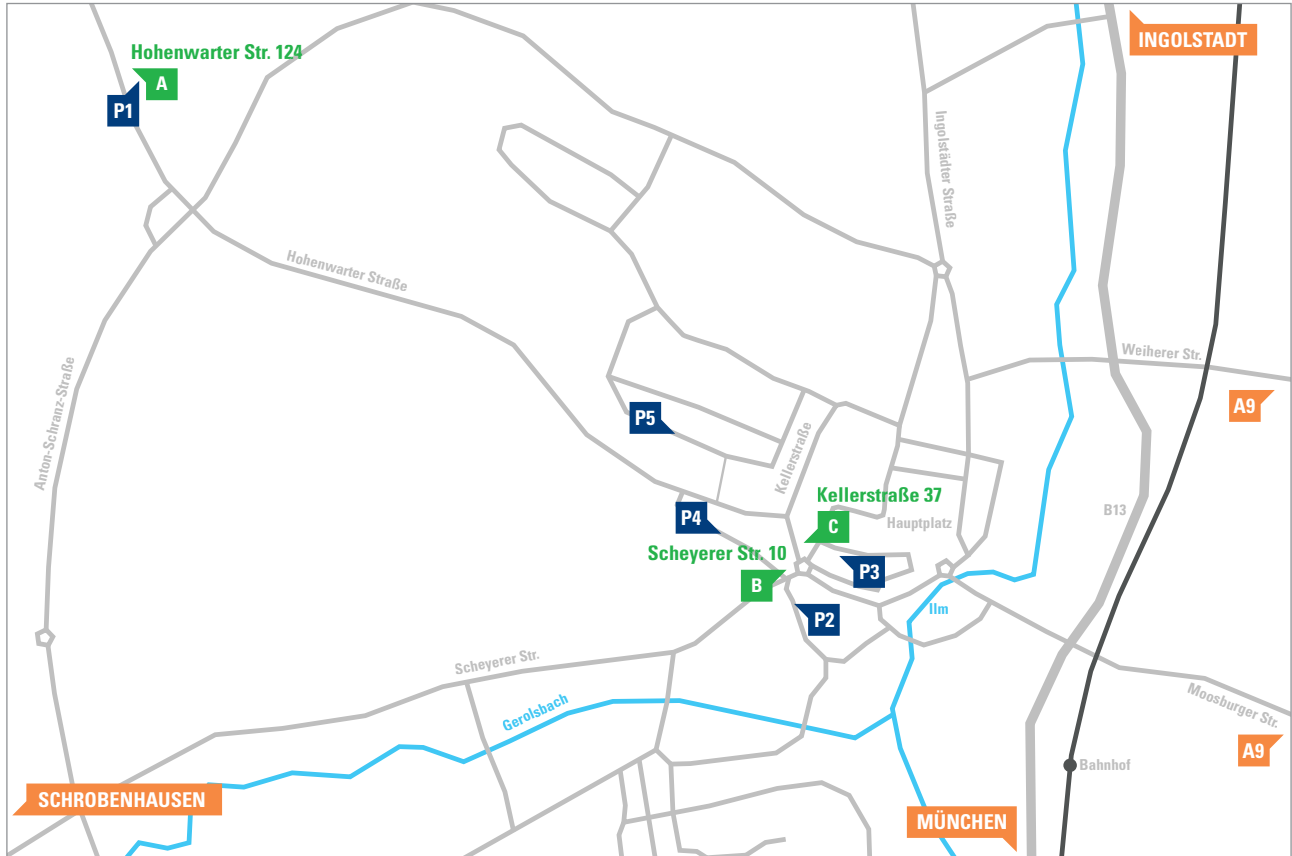 INGOLSTADT
Hohenwarter Str. 124
A
P1
Ingolstädter Straße
Hohenwarter Straße
Weiherer Str.
Anton-Schranz-Straße
A9
P5
Kellerstraße
Kellerstraße 37
B13
P4
C
Hauptplatz
Scheyerer Str. 10
B
P3
P2
Ilm
Scheyerer Str.
Gerolsbach
Moosburger Str.
A9
Bahnhof
SCHROBENHAUSEN
MÜNCHEN